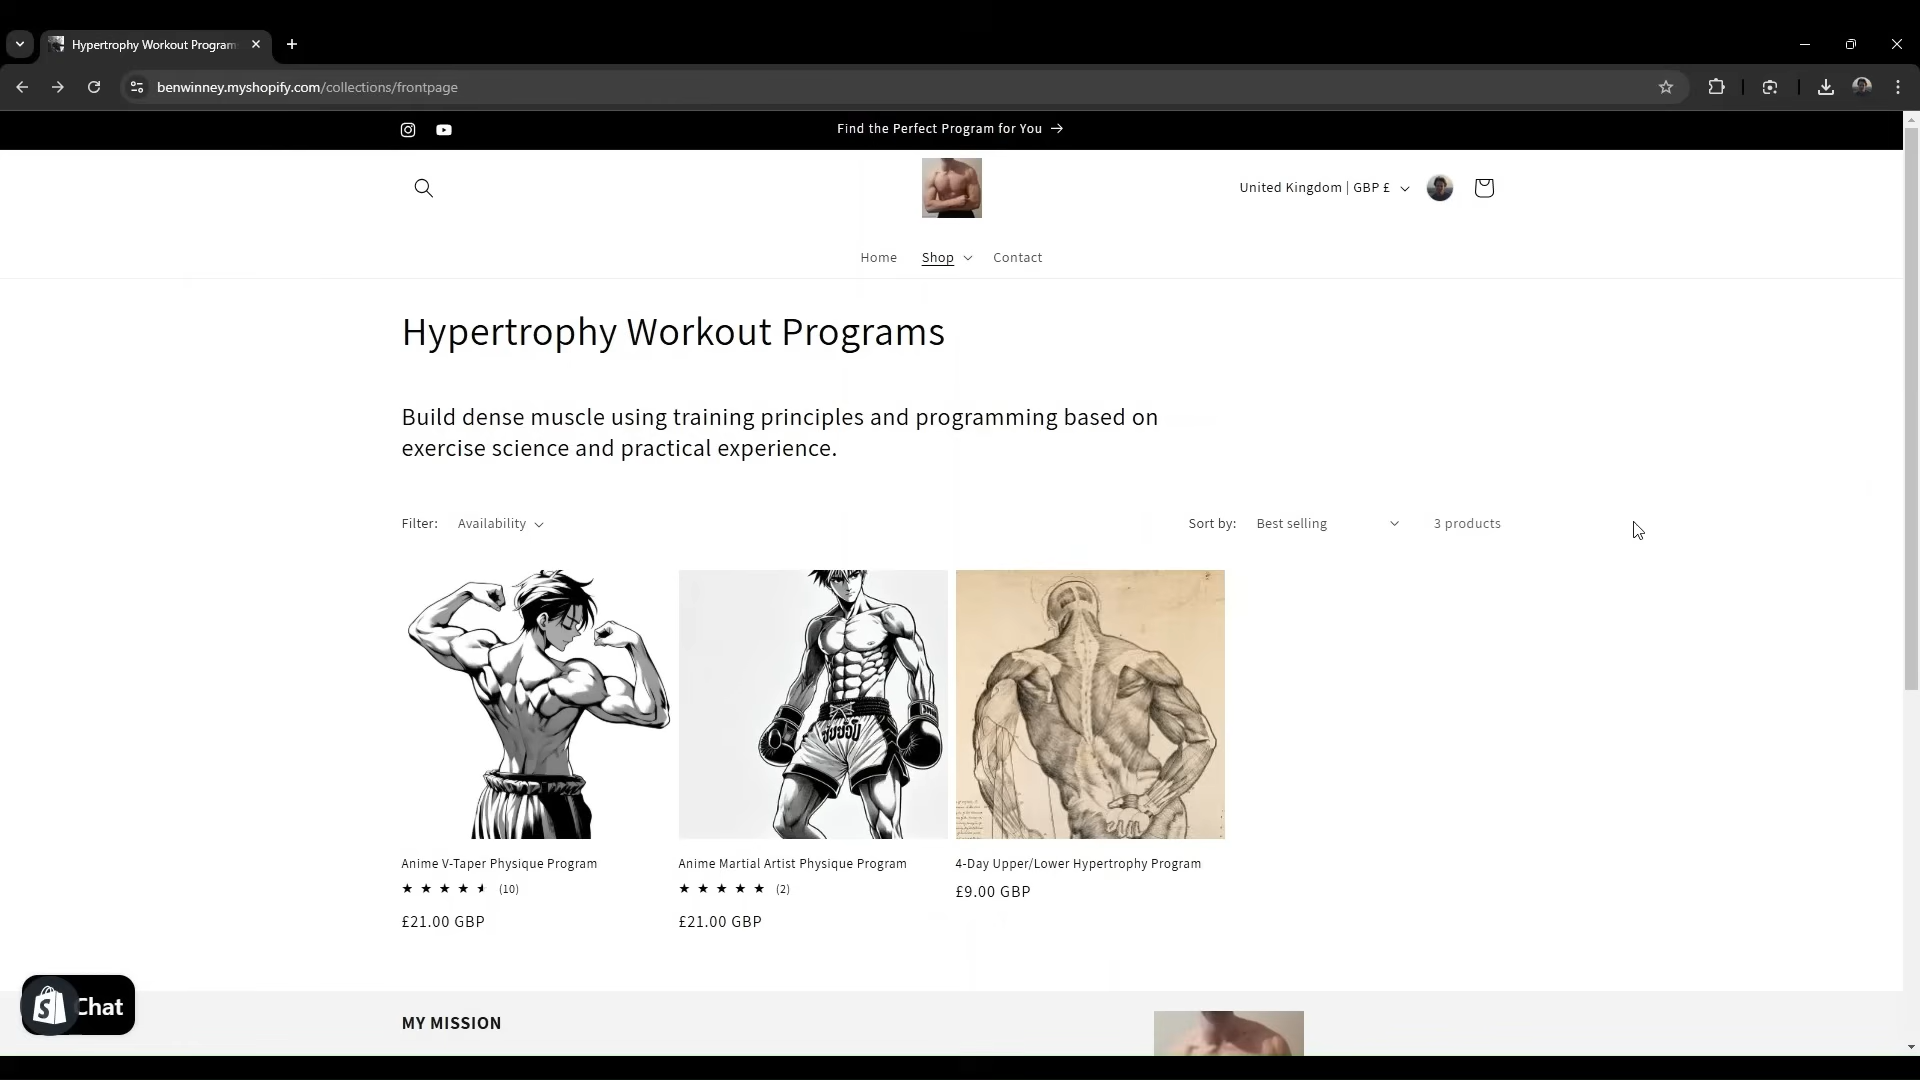 Hypertrophy Workout Program
benwinney.myshopify.com/collections/frontpage
Find the Perfect Program for You →
United Kingdom | GBP £
Home Shop Contact
Hypertrophy Workout Programs
Build dense muscle using training principles and programming based on
exercise science and practical experience.
Filter: Availability
Sort by: Best selling 3 products
Anime V-Taper Physique Program
(10)
£21.00 GBP
Anime Martial Artist Physique Program
(2)
£21.00 GBP
4-Day Upper/Lower Hypertrophy Program
£9.00 GBP
Chat
MY MISSION